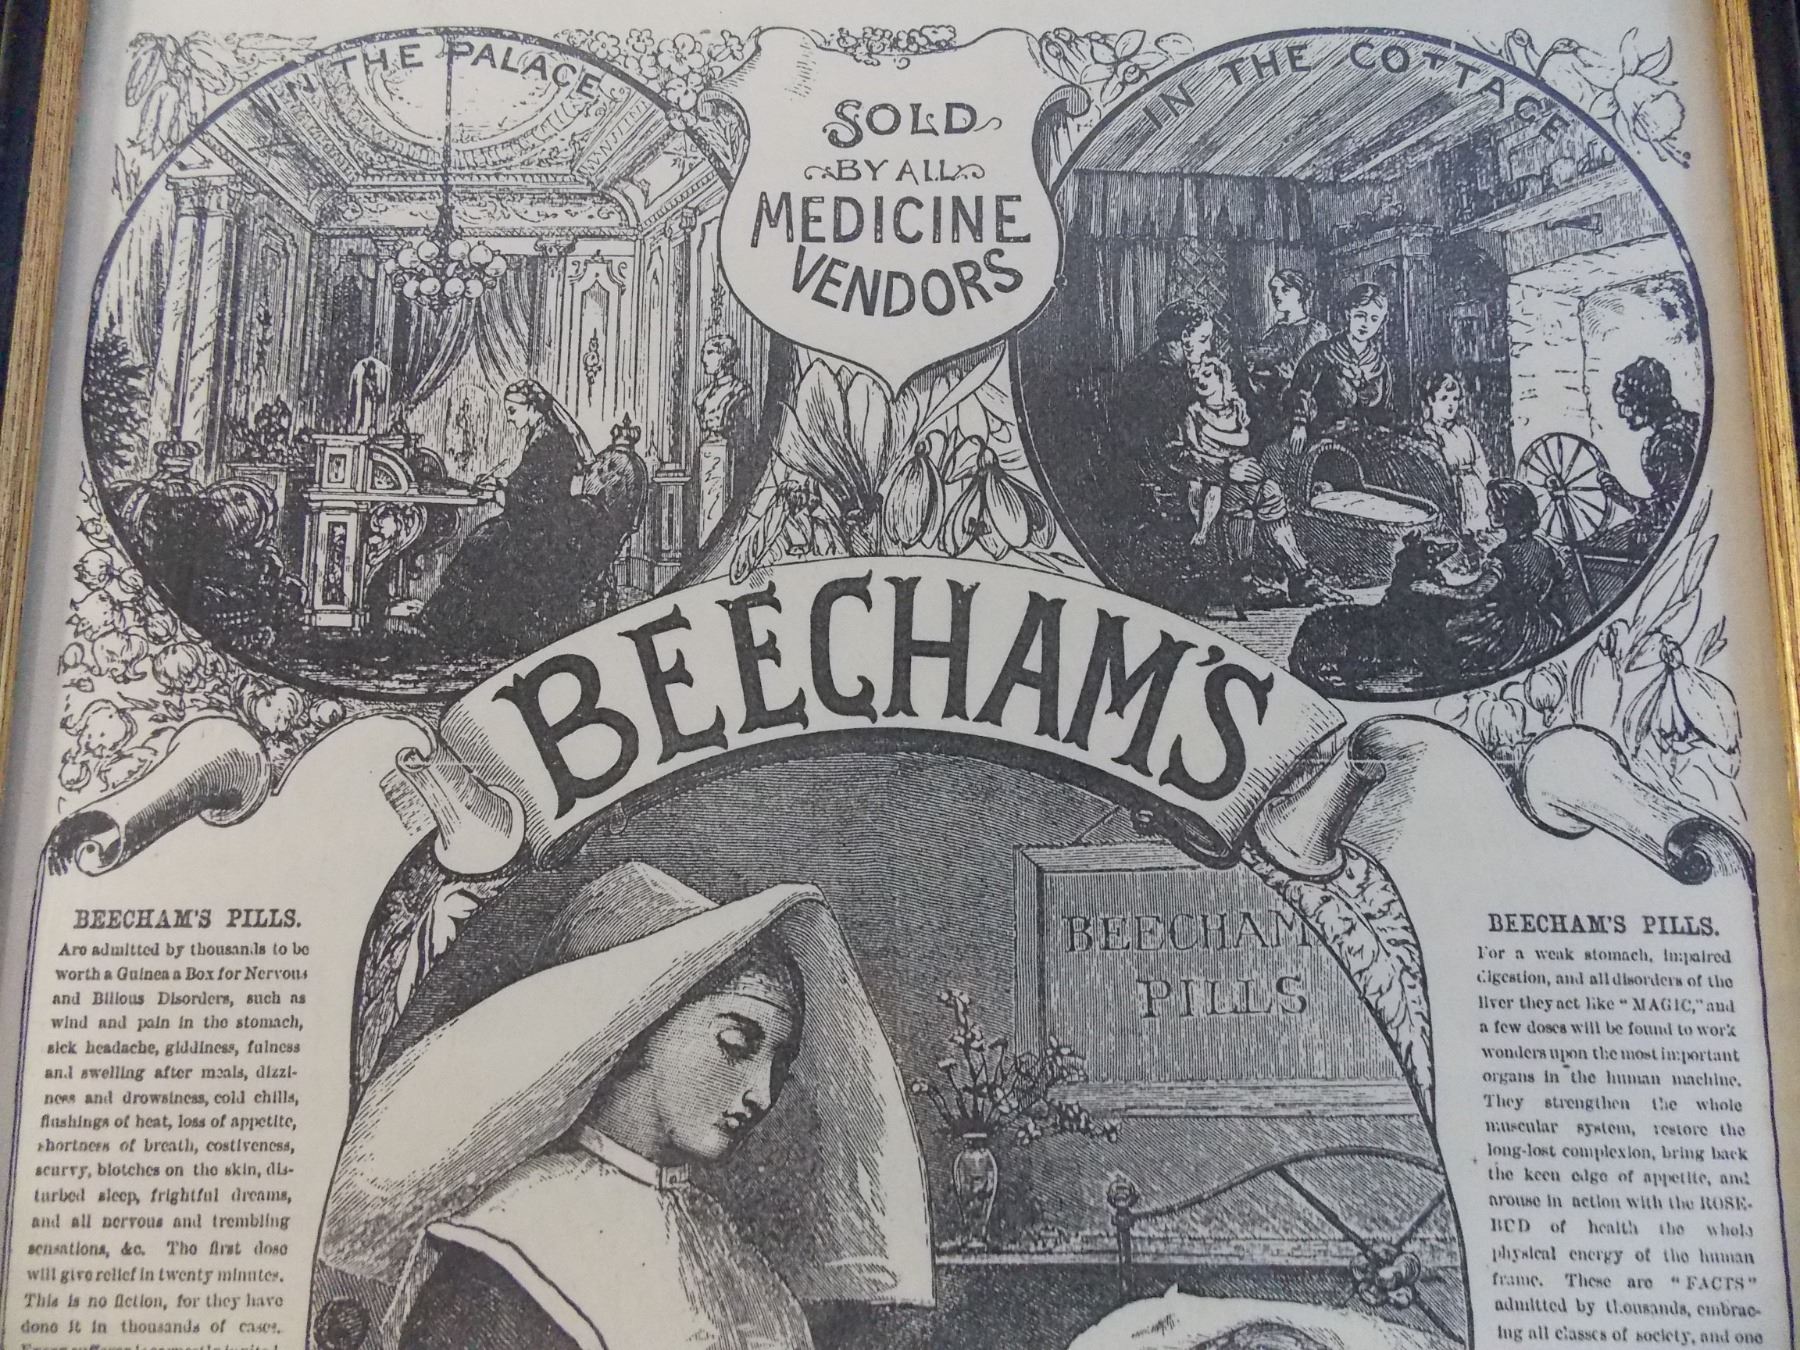 IN THE PALACE
SOLD
BY ALL
MEDICINE
VENDORS
IN THE COTTAGE
BEECHAM'S
BEECHAM
PILLS
BEECHAM'S PILLS.
Are admitted by thousands to be
worth a Guinea a Box for Nervous
and Bilious Disorders, such as
wind and pain in the stomach,
sick headache, giddiness, fulness
and swelling after meals, dizzi-
ness and drowsiness, cold chills,
flushings of heat, loss of appetite,
shortness of breath, costiveness,
scurvy, blotches on the skin, dis-
turbed sleep, frightful dreams,
and all nervous and trembling
sensations, &c. The first dose
will give relief in twenty minutes.
This is no fiction, for they have
done it in thousands of cases.
BEECHAM'S PILLS.
For a weak stomach, impaired
digestion, and all disorders of the
liver they act like "MAGIC," and
a few doses will be found to work
wonders upon the most important
organs in the human machine.
They strengthen the whole
muscular system, restore the
long-lost complexion, bring back
the keen edge of appetite, and
arouse in action with the ROSE-
BUD of health the whole
physical energy of the human
frame. These are "FACTS"
admitted by thousands, embrac-
ing all classes of society, and one